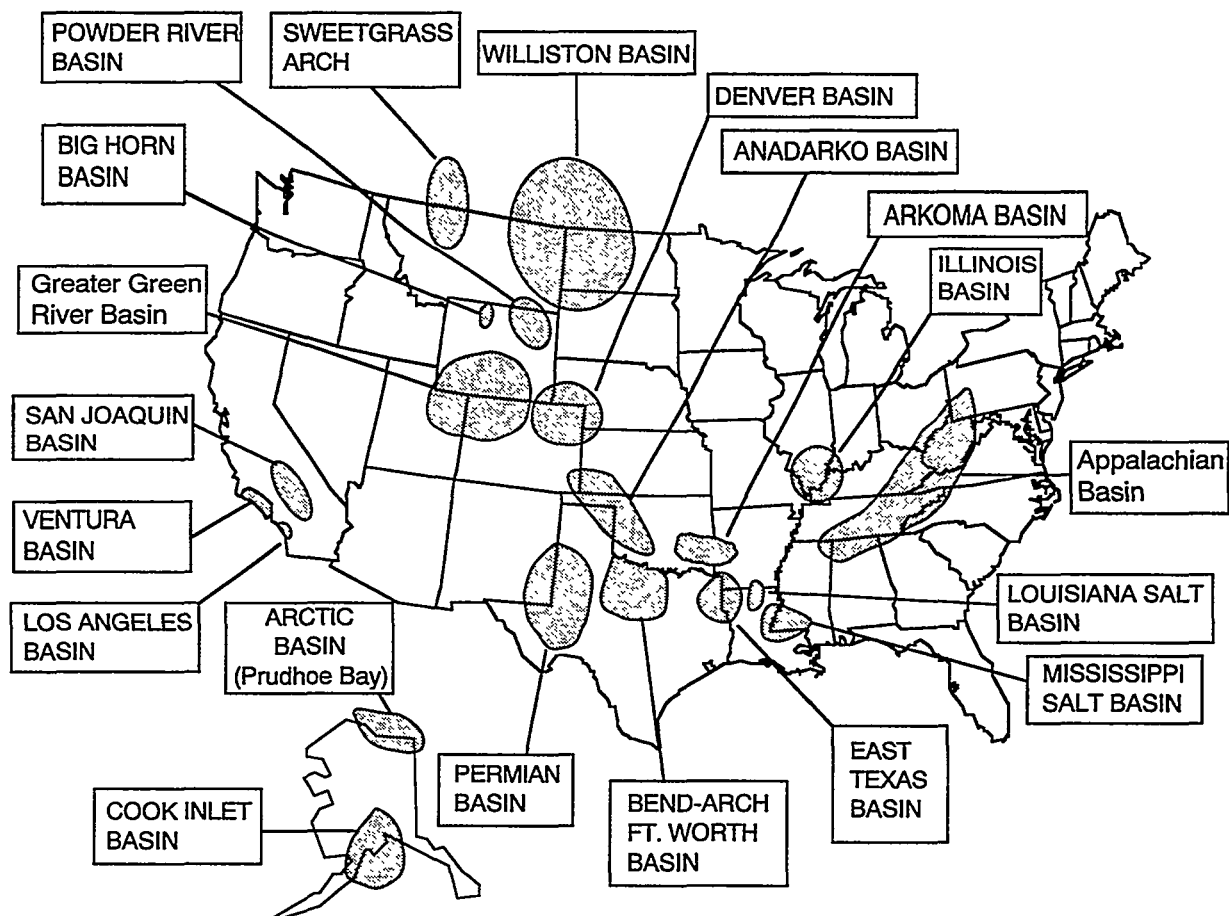 POWDER RIVER
BASIN
SWEETGRASS
ARCH
WILLISTON BASIN
DENVER BASIN
BIG HORN
BASIN
ANADARKO BASIN
ARKOMA BASIN
ILLINOIS
BASIN
Greater Green
River Basin
SAN JOAQUIN
BASIN
Appalachian
Basin
VENTURA
BASIN
LOS ANGELES
BASIN
LOUISIANA SALT
BASIN
ARCTIC
BASIN
(Prudhoe Bay)
MISSISSIPPI
SALT BASIN
PERMIAN
BASIN
EAST
TEXAS
BASIN
BEND-ARCH
FT. WORTH
BASIN
COOK INLET
BASIN